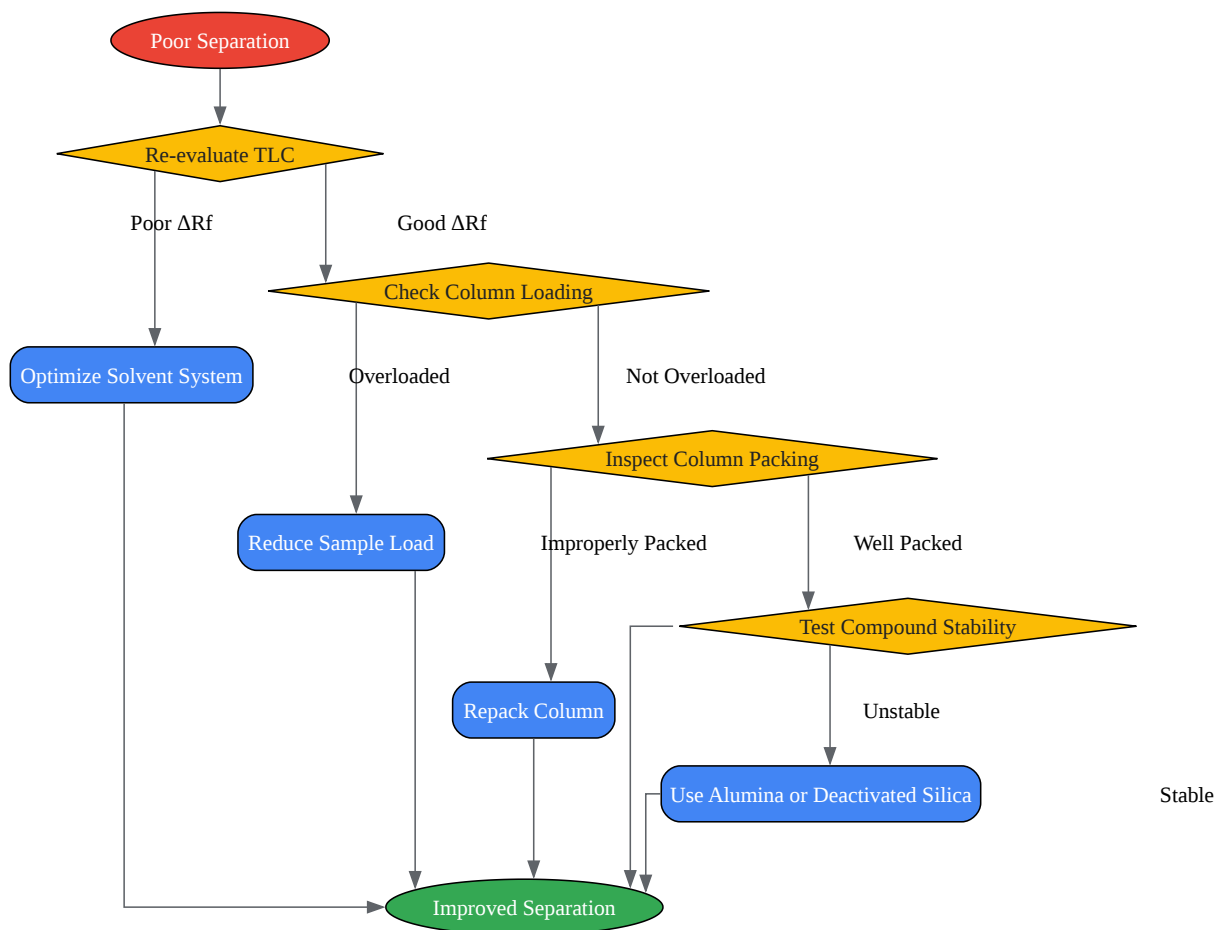 Poor Separation
Re-evaluate TLC
Poor ΔRf
Good ΔRf
Check Column Loading
Optimize Solvent System
Overloaded
Not Overloaded
Inspect Column Packing
Reduce Sample Load
Improperly Packed
Well Packed
Test Compound Stability
Repack Column
Unstable
Use Alumina or Deactivated Silica
Stable
Improved Separation